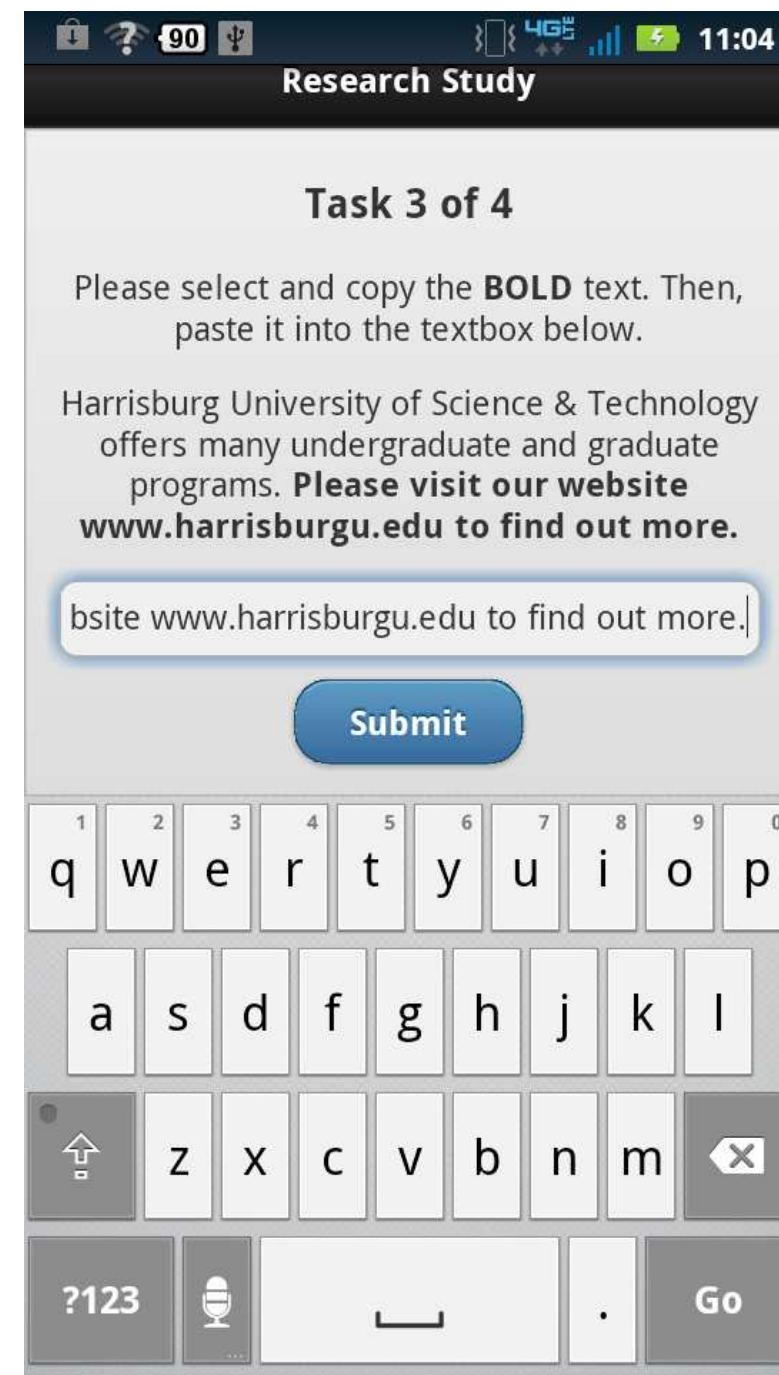 90 4G 11:04
Research Study
Task 3 of 4
Please select and copy the BOLD text. Then,
paste it into the textbox below.
Harrisburg University of Science & Technology
offers many undergraduate and graduate
programs. Please visit our website
www.harrisburgu.edu to find out more.
bsite www.harrisburgu.edu to find out more.
Submit
1 2 3 4 5 6 7 8 9 0
q w e r t y u i o p
a s d f g h j k l
z x c v b n m
?123 . Go